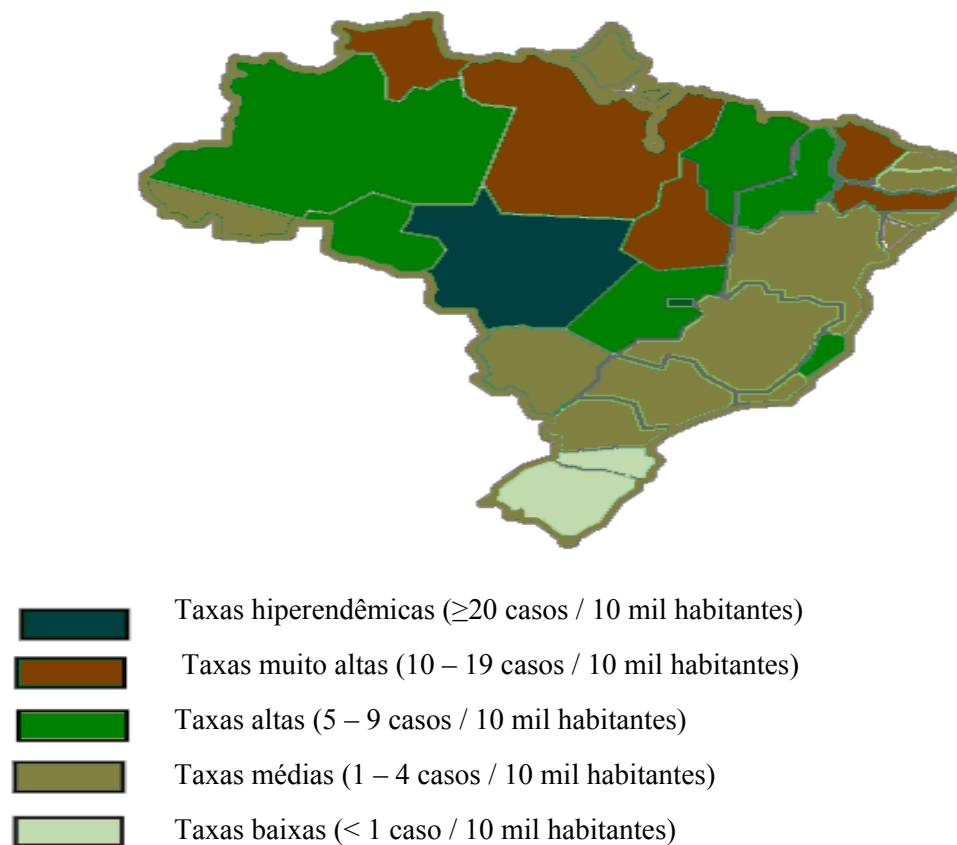 Taxas hiperendêmicas (≥20 casos / 10 mil habitantes)
Taxas muito altas (10 – 19 casos / 10 mil habitantes)
Taxas altas (5 – 9 casos / 10 mil habitantes)
Taxas médias (1 – 4 casos / 10 mil habitantes)
Taxas baixas (< 1 caso / 10 mil habitantes)